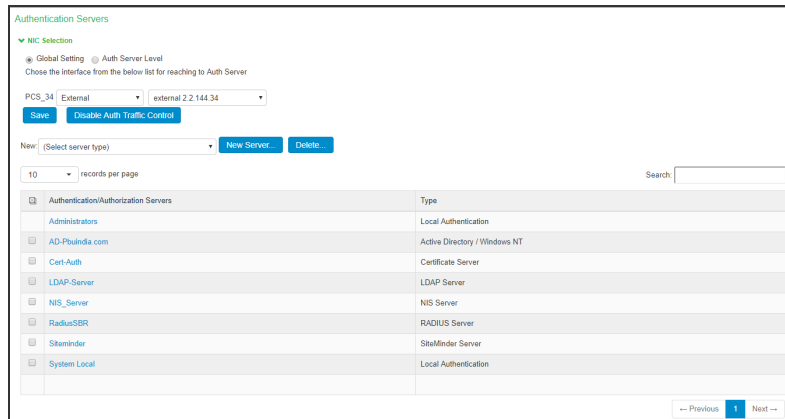 Authentication Servers
NIC Selection
Global Setting Auth Server Level
Chose the interface from the below list for reaching to Auth Server
PCS_34 External external 2.2.144.34
Save Disable Auth Traffic Control
New: (Select server type) New Server... Delete...
10 records per page Search:
Authentication/Authorization Servers Type
Administrators Local Authentication
AD-Pbuindia.com Active Directory / Windows NT
Cert-Auth Certificate Server
LDAP-Server LDAP Server
NIS_Server NIS Server
RadiusSBR RADIUS Server
Siteminder SiteMinder Server
System Local Local Authentication
← Previous 1 Next →